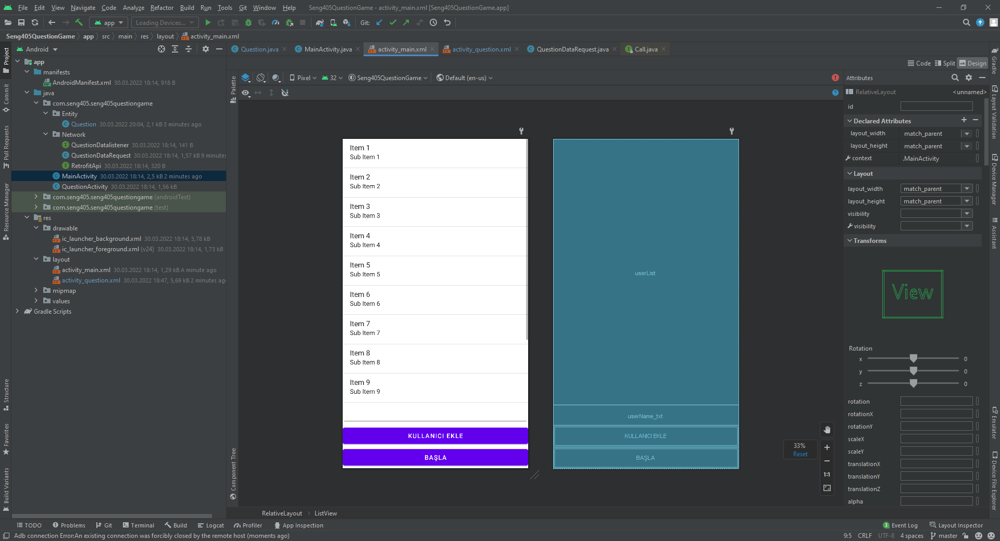 File Edit View Navigate Code Analyze Refactor Build Run Tools Git Window Help Seng405QuestionGame - activity_main.xml [Seng405QuestionGame.app]
app Loading Devices... Git:
Seng405QuestionGame app src main res layout activity_main.xml
Android
Question.java MainActivity.java activity_main.xml activity_question.xml QuestionDataRequest.java Call.java
Code Split Design
Project
Commit
Pull Requests
Resource Manager
Structure
Favorites
Build Variants
app
manifests
AndroidManifest.xml 30.03.2022 18:14, 918 B
java
com.seng405.seng405questiongame
Entity
Question 30.03.2022 20:04, 2,1 kB 3 minutes ago
Network
QuestionDatalistener 30.03.2022 18:14, 141 B
QuestionDataRequest 30.03.2022 18:14, 1,57 kB 9 minutes
RetrofitApi 30.03.2022 18:14, 320 B
MainActivity 30.03.2022 18:14, 2,5 kB 2 minutes ago
QuestionActivity 30.03.2022 18:14, 1,56 kB
com.seng405.seng405questiongame (androidTest)
com.seng405.seng405questiongame (test)
res
drawable
ic_launcher_background.xml 30.03.2022 18:14, 5,78 kB
ic_launcher_foreground.xml (v24) 30.03.2022 18:14, 1,73 kB
layout
activity_main.xml 30.03.2022 18:14, 1,29 kB A minute ago
activity_question.xml 30.03.2022 18:47, 5,69 kB 2 minutes ago
mipmap
values
Gradle Scripts
Palette
Component Tree
Pixel 32 Seng405QuestionGame Default (en-us)
Item 1
Sub Item 1
Item 2
Sub Item 2
Item 3
Sub Item 3
Item 4
Sub Item 4
Item 5
Sub Item 5
Item 6
Sub Item 6
Item 7
Sub Item 7
Item 8
Sub Item 8
Item 9
Sub Item 9
KULLANICI EKLE
BAŞLA
userList
userName_txt
KULLANICI EKLE
BAŞLA
33%
Reset
1:1
Attributes
RelativeLayout <unnamed>
id
Declared Attributes
layout_width match_parent
layout_height match_parent
context .MainActivity
Layout
layout_width match_parent
layout_height match_parent
visibility
visibility
Transforms
View
Rotation
x 0
y 0
z 0
rotation
rotationX
rotationY
scaleX
scaleY
translationX
translationY
translationZ
alpha
Gradle
Layout Validation
Device Manager
Assistant
Emulator
Device File Explorer
RelativeLayout ListView
TODO Problems Git Terminal Build Logcat Profiler App Inspection 3 Event Log Layout Inspector
Adb connection Error:An existing connection was forcibly closed by the remote host (moments ago) 9:5 CRLF UTF-8 4 spaces master